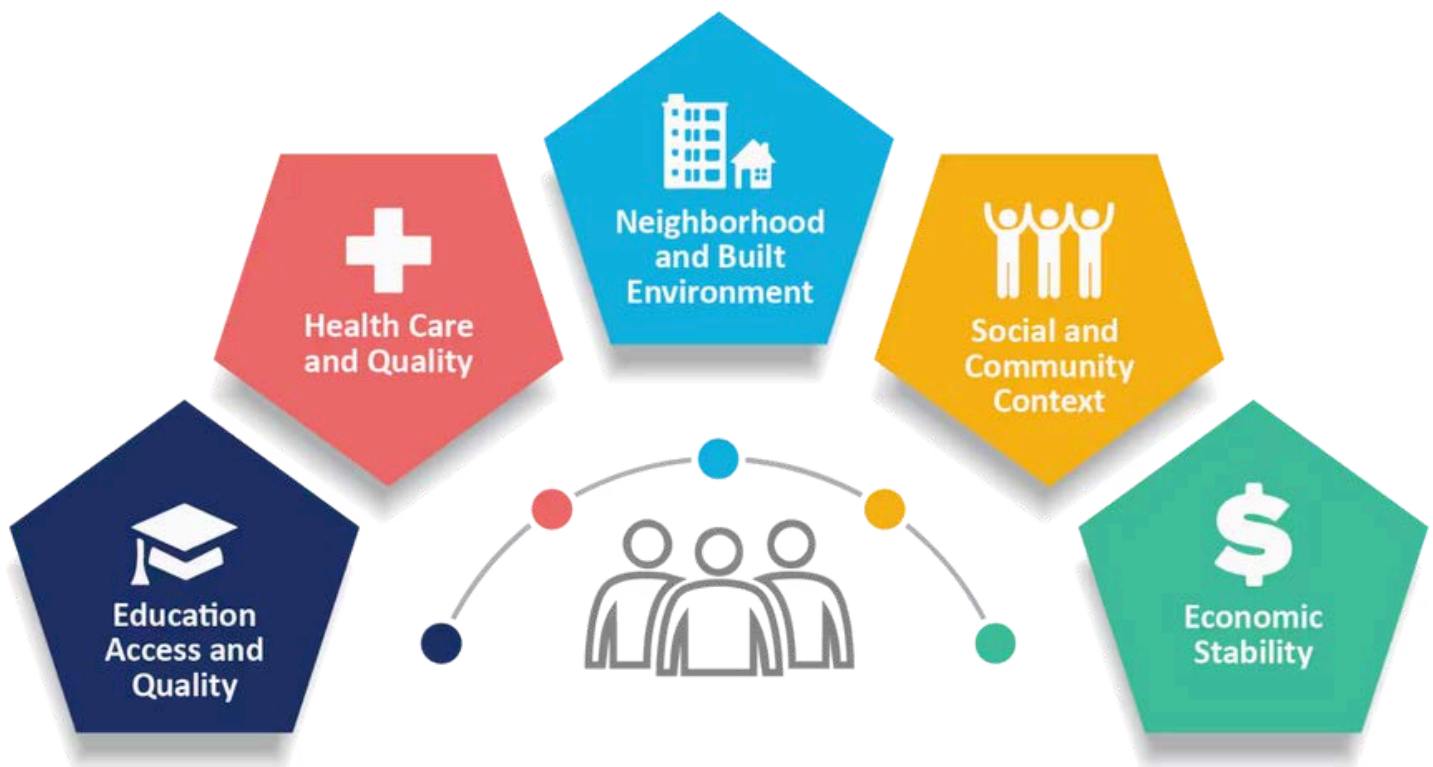 Education
Access and
Quality
Health Care
and Quality
Neighborhood
and Built
Environment
Social and
Community
Context
$
Economic
Stability